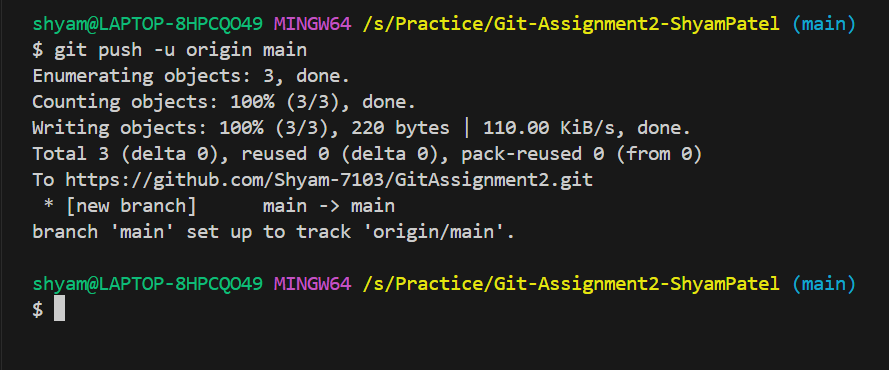 shyam@LAPTOP-8HPCQO49 MINGW64 /s/Practice/Git-Assignment2-ShyamPatel (main)
$ git push -u origin main
Enumerating objects: 3, done.
Counting objects: 100% (3/3), done.
Writing objects: 100% (3/3), 220 bytes | 110.00 KiB/s, done.
Total 3 (delta 0), reused 0 (delta 0), pack-reused 0 (from 0)
To https://github.com/Shyam-7103/GitAssignment2.git
 * [new branch]      main -> main
branch 'main' set up to track 'origin/main'.
shyam@LAPTOP-8HPCQO49 MINGW64 /s/Practice/Git-Assignment2-ShyamPatel (main)
$